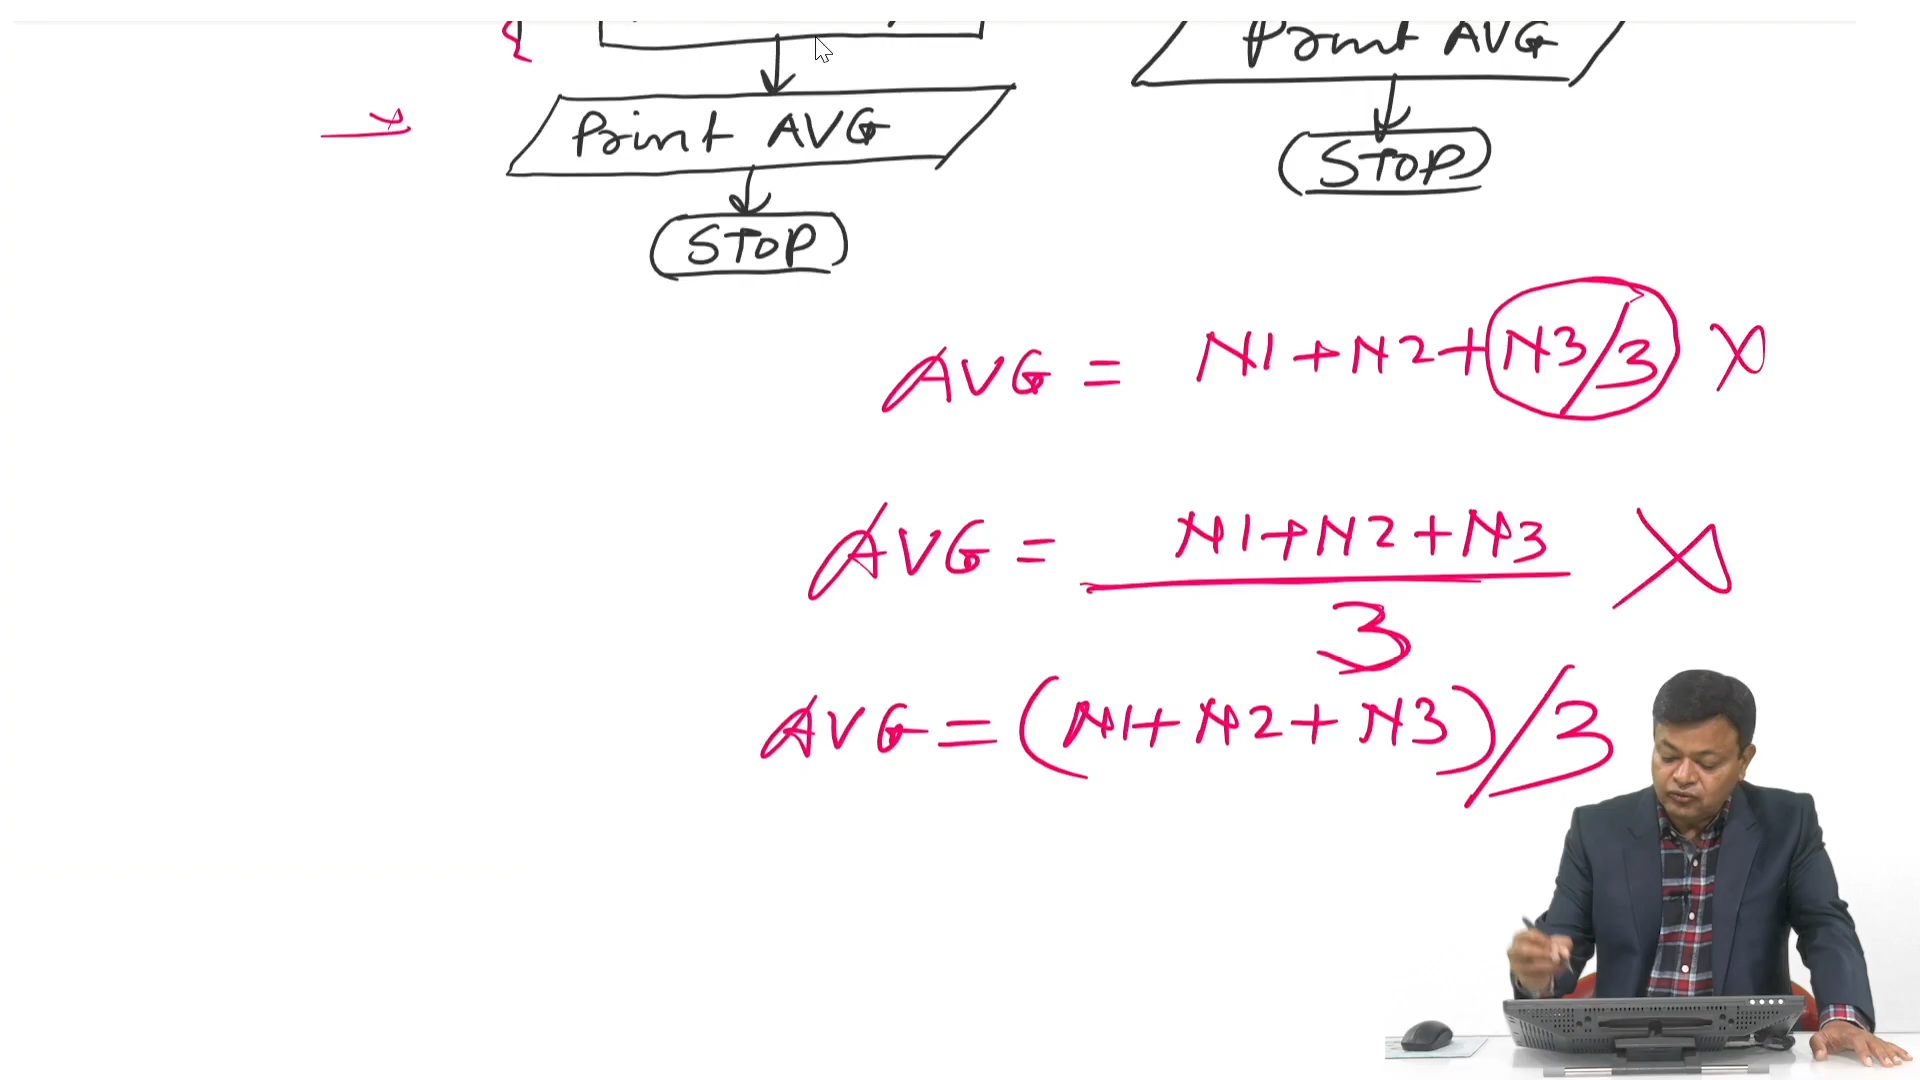 Print AVG
Print AVG
STOP
STOP
AVG = N1+N2+N3/3 X
AVG = N1+N2+N3 X
3
AVG = (N1+N2+N3)/3